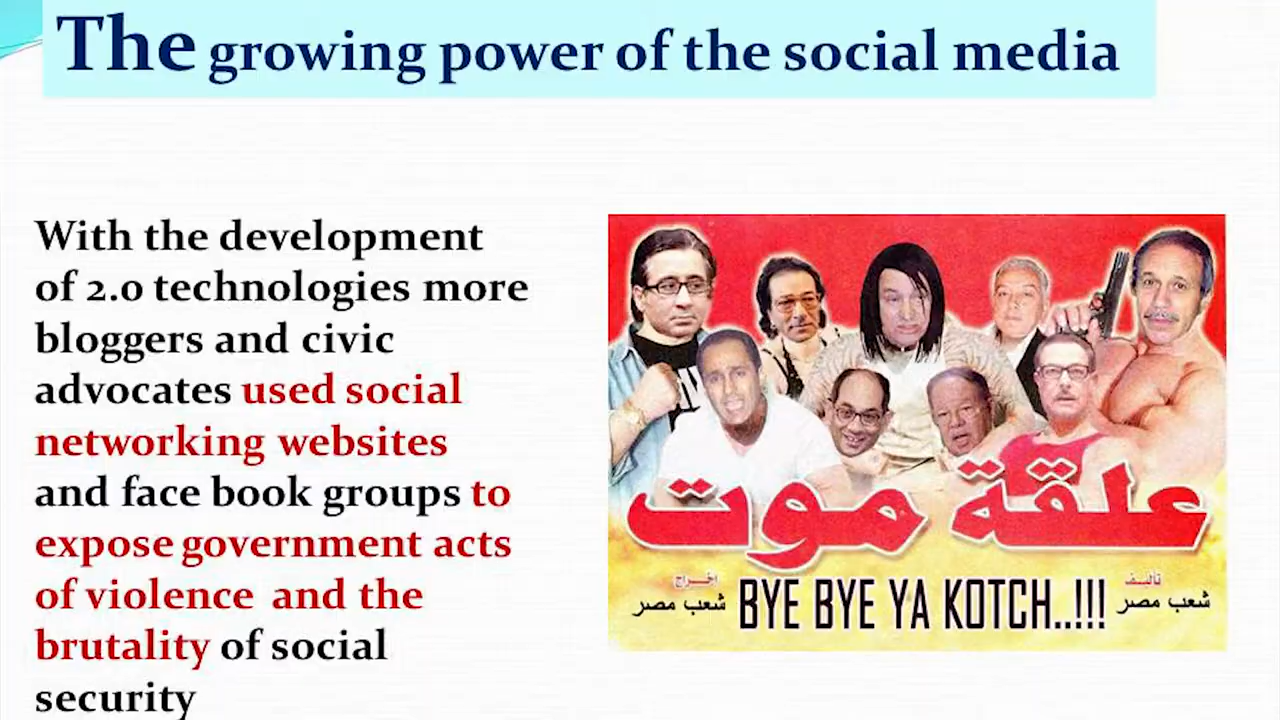 The growing power of the social media
With the development
of 2.0 technologies more
bloggers and civic
advocates used social
networking websites
and face book groups to
expose government acts
of violence and the
brutality of social
security
علقة موت
تأليف
شعب مصر
BYE BYE YA KOTCH..!!!
إخراج
شعب مصر